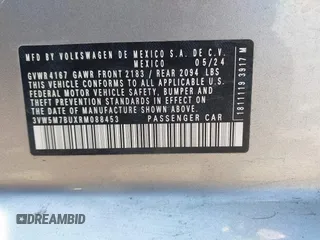 MFD BY VOLKSWAGEN DE MEXICO S.A. DE C.V.
MEXICO 05/24
GVWR 4167 GAWR FRONT 2183 / REAR 2094 LBS
THIS VEHICLE CONFORMS TO ALL APPLICABLE U.S.
FEDERAL MOTOR VEHICLE SAFETY, BUMPER, AND
THEFT PREVENTION STANDARDS IN EFFECT ON THE
DATE OF MANUFACTURE SHOWN ABOVE.
3VW5M7BUXRM088453 PASSENGER CAR
1811119 3917 M
AUTOBIDMASTER